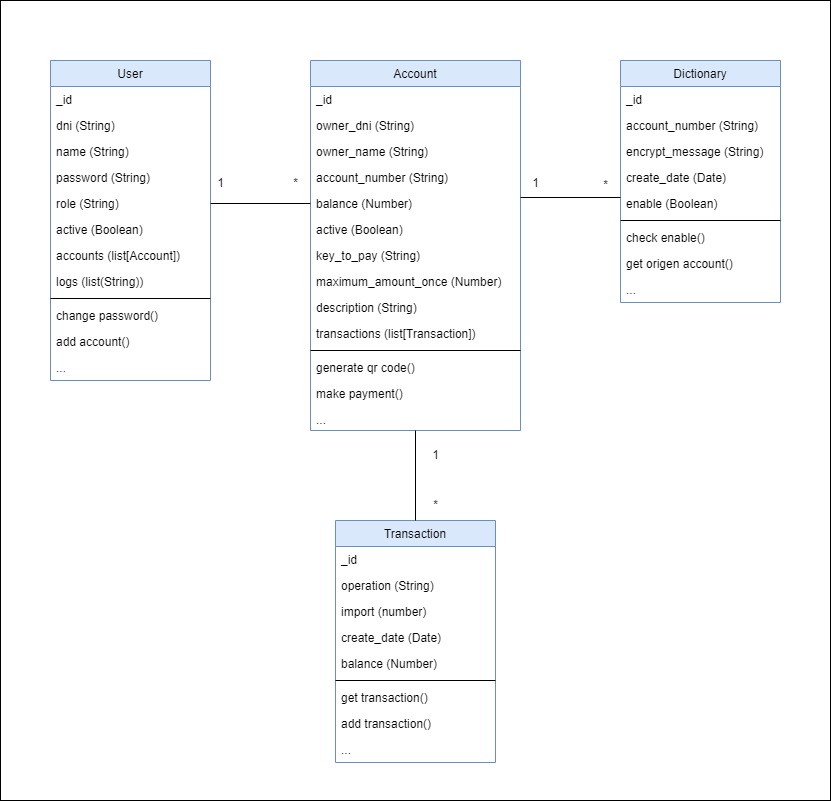 User
_id
dni (String)
name (String)
password (String)
role (String)
active (Boolean)
accounts (list[Account])
logs (list(String))
change password()
add account()
...
1
*
Account
_id
owner_dni (String)
owner_name (String)
account_number (String)
balance (Number)
active (Boolean)
key_to_pay (String)
maximum_amount_once (Number)
description (String)
transactions (list[Transaction])
generate qr code()
make payment()
...
1
*
Dictionary
_id
account_number (String)
encrypt_message (String)
create_date (Date)
enable (Boolean)
check enable()
get origen account()
...
1
*
Transaction
_id
operation (String)
import (number)
create_date (Date)
balance (Number)
get transaction()
add transaction()
...